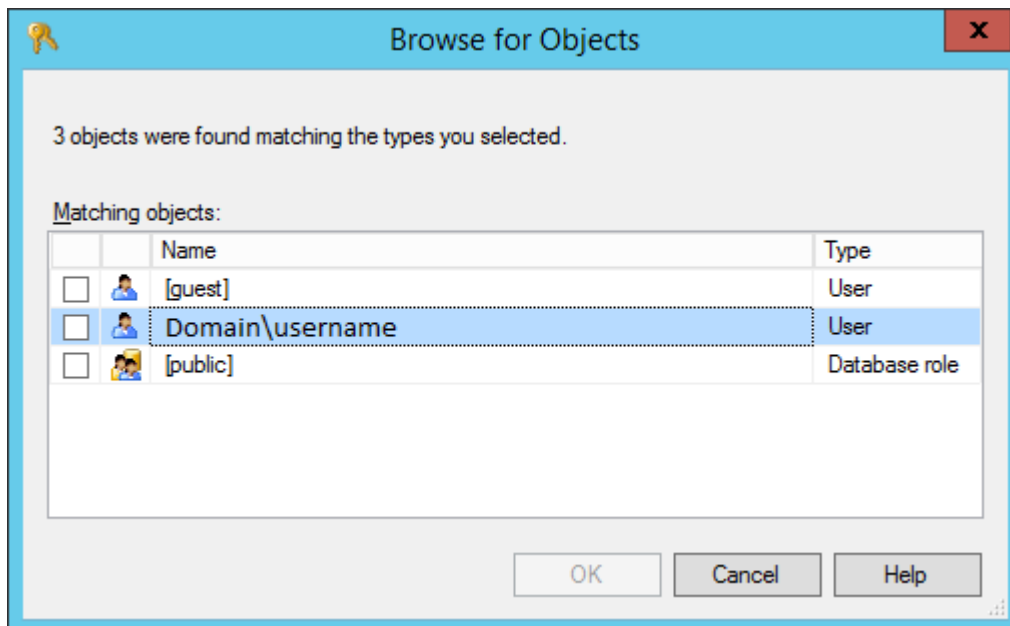 Browse for Objects
x
3 objects were found matching the types you selected.
Matching objects:
Name Type
[guest] User
Domain\username User
[public] Database role
OK Cancel Help